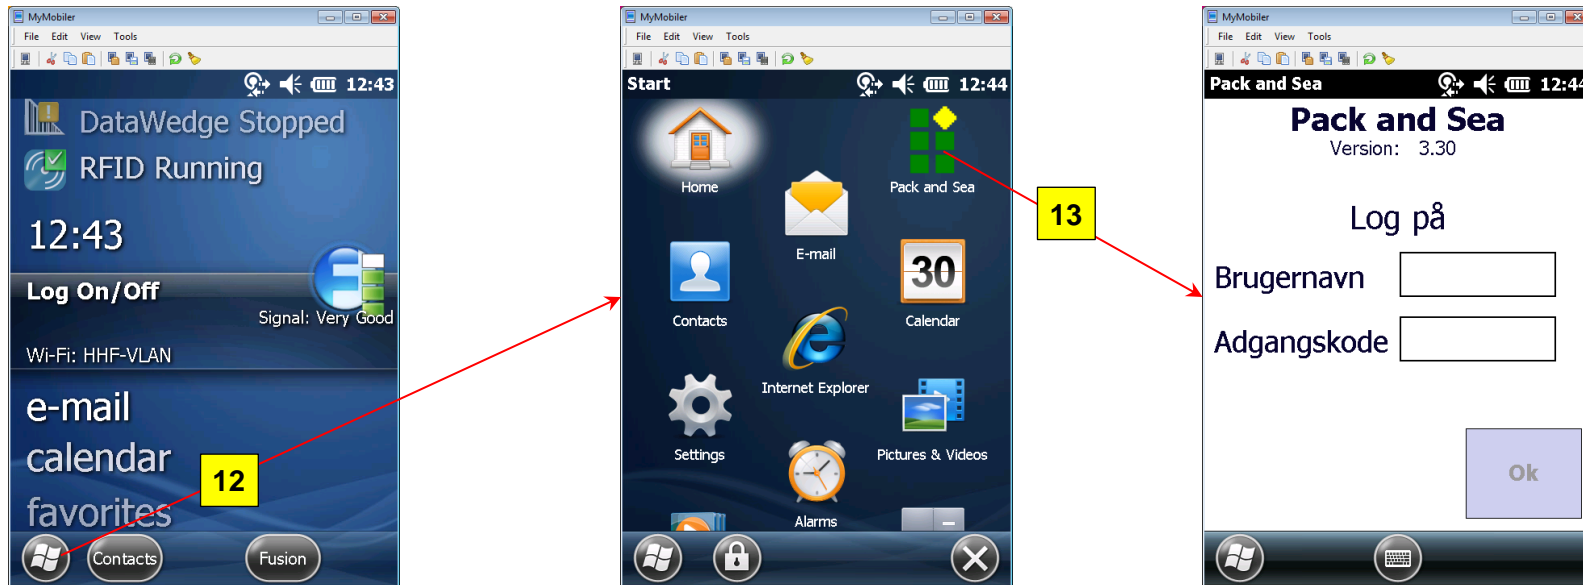 MyMobiler
File Edit View Tools
12:43
DataWedge Stopped
RFID Running
12:43
Log On/Off
Signal: Very Good
Wi-Fi: HHF-VLAN
e-mail
calendar
favorites
Contacts
Fusion
12
MyMobiler
File Edit View Tools
Start 12:44
Home
Pack and Sea
E-mail
30
Contacts
Calendar
Internet Explorer
Settings
Pictures & Videos
Alarms
13
MyMobiler
File Edit View Tools
Pack and Sea 12:44
Pack and Sea
Version: 3.30
Log på
Brugernavn
Adgangskode
Ok